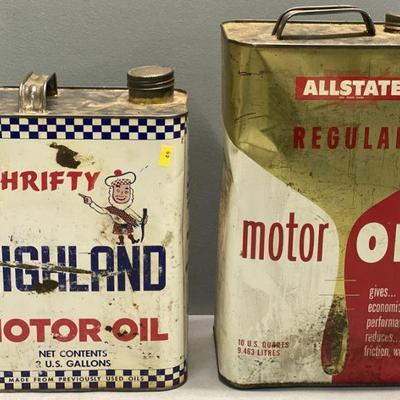 HRIFTY
HIGHLAND
MOTOR OIL
NET CONTENTS
2 U.S. GALLONS
MADE FROM PREVIOUSLY USED OILS
ALLSTATE
REGULA
motor OI
10 U.S. QUARTS
9.463 LITRES
gives...
economi
performa
reduces...
friction, w